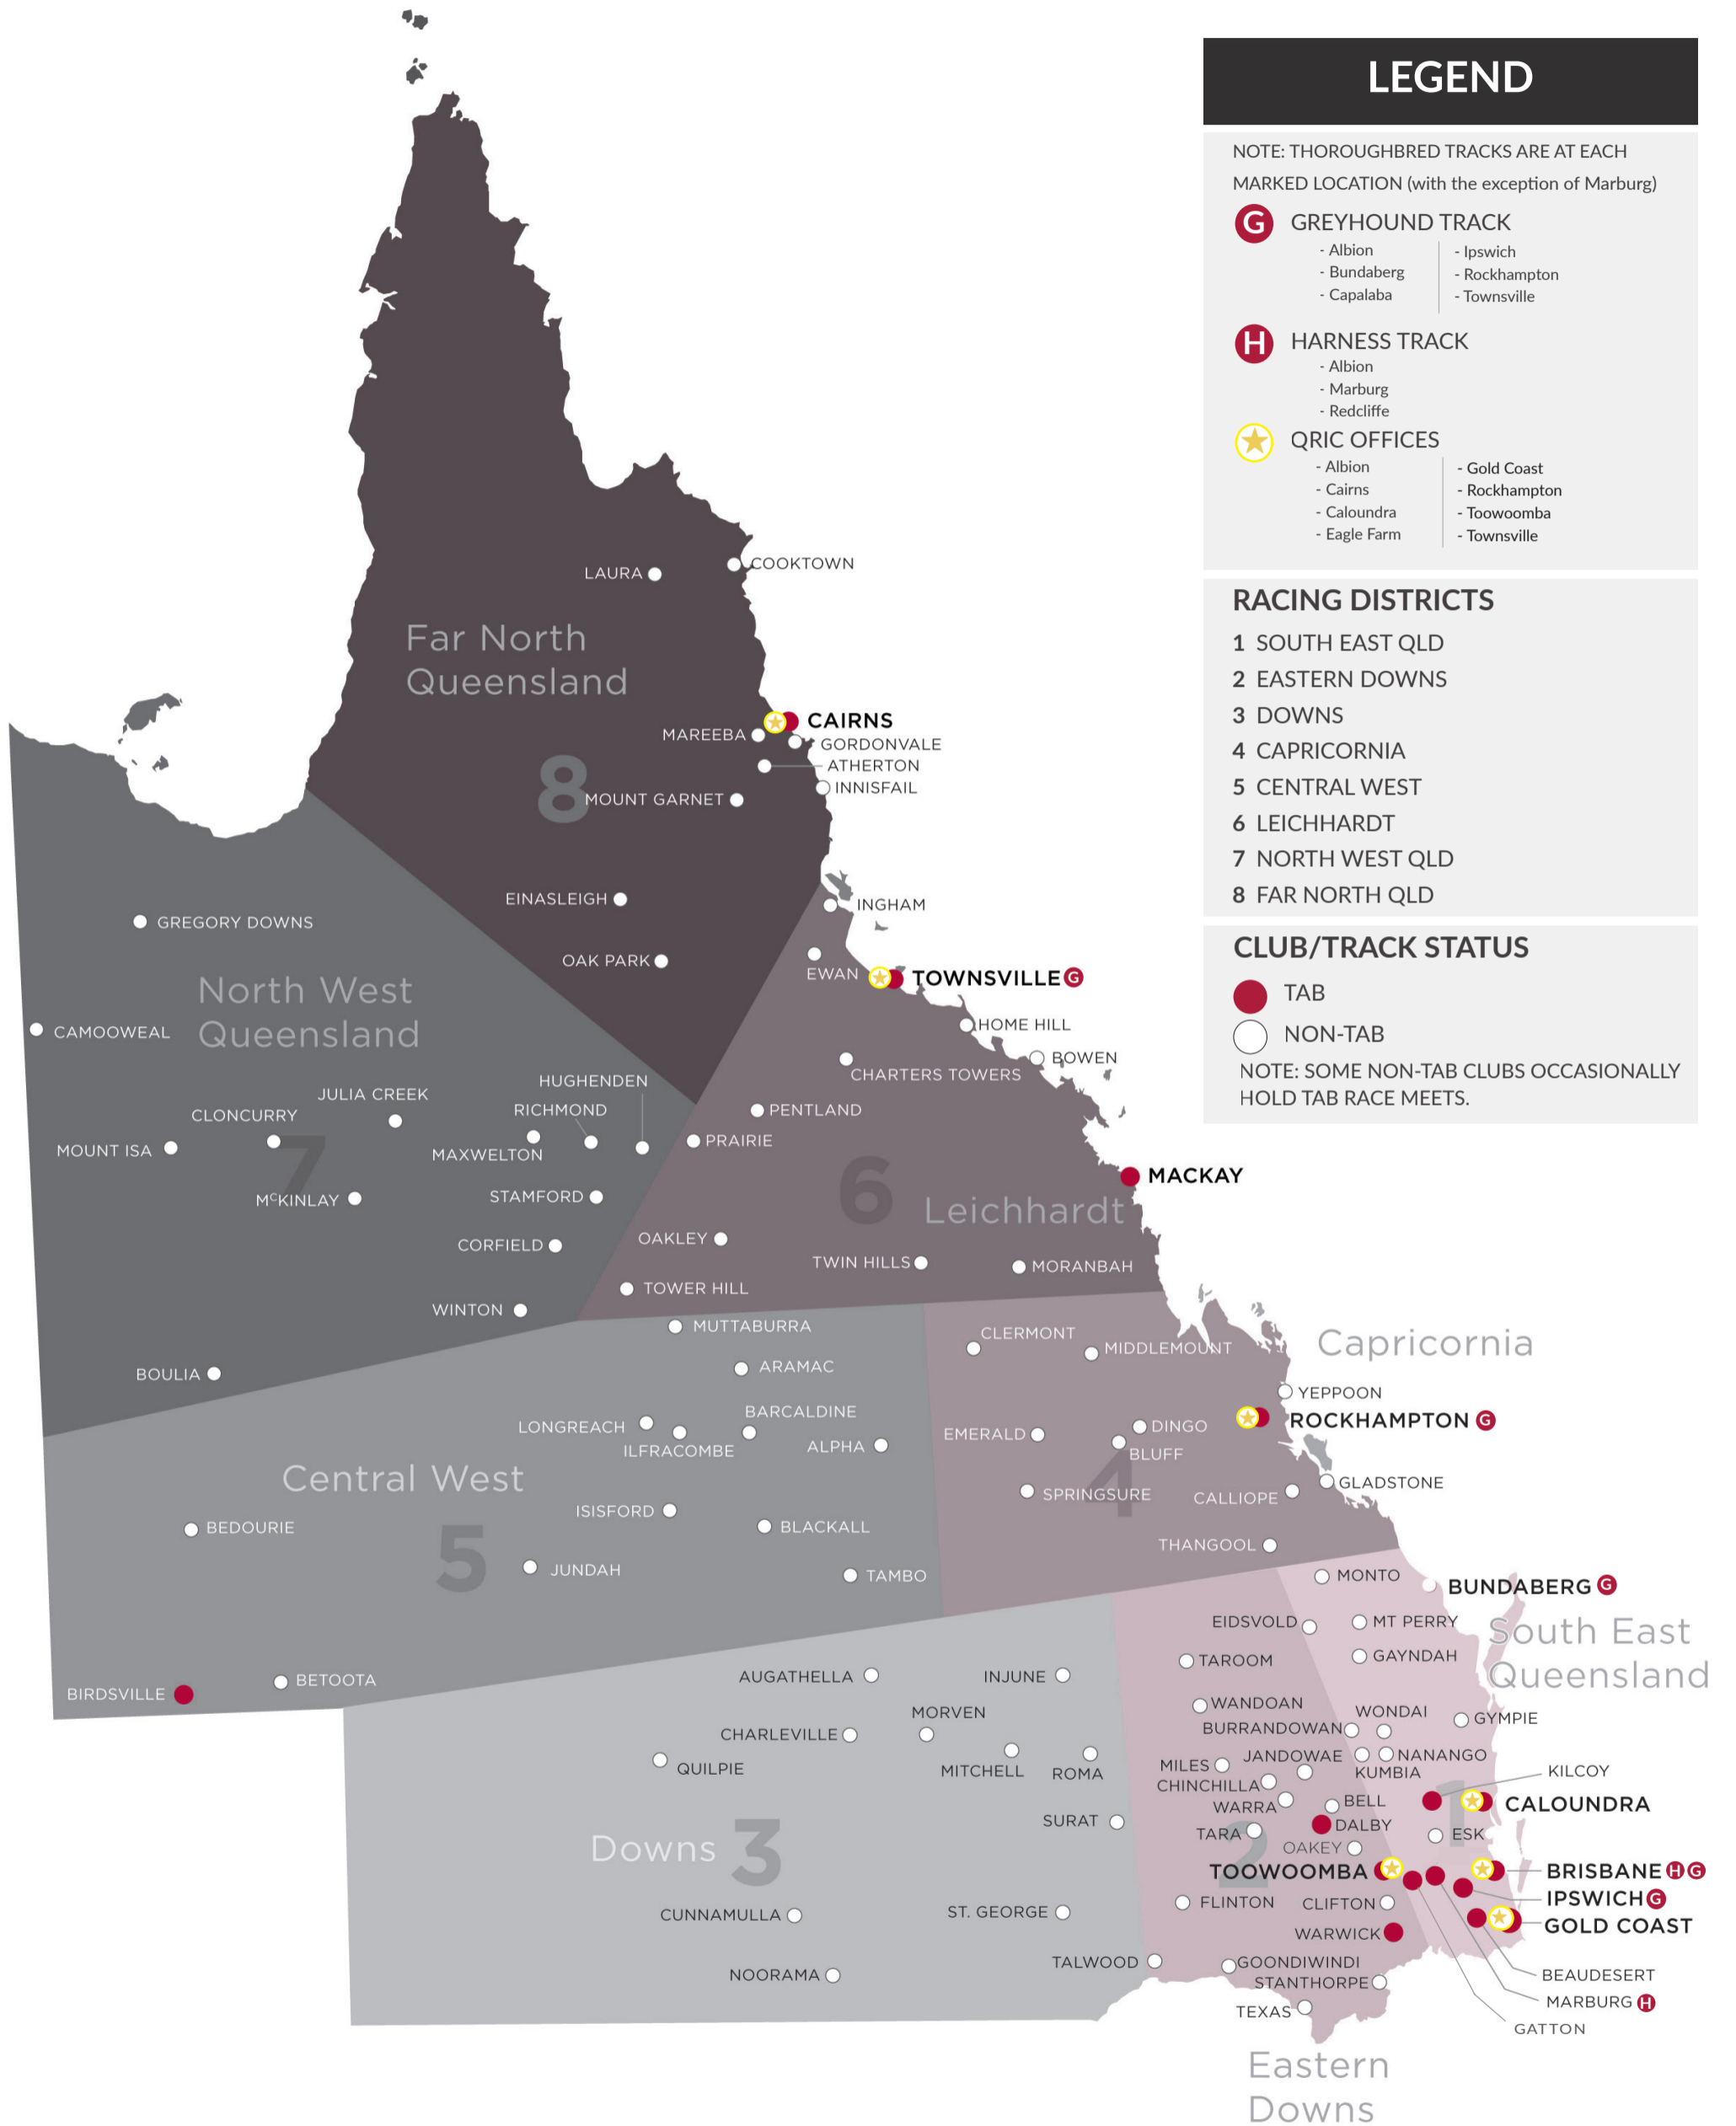 LEGEND
NOTE: THOROUGHBRED TRACKS ARE AT EACH
MARKED LOCATION (with the exception of Marburg)
G GREYHOUND TRACK
- Albion
- Bundaberg
- Capalaba
- Ipswich
- Rockhampton
- Townsville
H HARNESS TRACK
- Albion
- Marburg
- Redcliffe
QRIC OFFICES
- Albion
- Cairns
- Caloundra
- Eagle Farm
- Gold Coast
- Rockhampton
- Toowoomba
- Townsville
RACING DISTRICTS
1 SOUTH EAST QLD
2 EASTERN DOWNS
3 DOWNS
4 CAPRICORNIA
5 CENTRAL WEST
6 LEICHHARDT
7 NORTH WEST QLD
8 FAR NORTH QLD
CLUB/TRACK STATUS
TAB
NON-TAB
NOTE: SOME NON-TAB CLUBS OCCASIONALLY
HOLD TAB RACE MEETS.
COOKTOWN
LAURA
Far North
Queensland
CAIRNS
MAREEBA
GORDONVALE
ATHERTON
INNISFAIL
8
MOUNT GARNET
EINASLEIGH
OAK PARK
GREGORY DOWNS
North West
Queensland
CAMOOWEAL
HUGHENDEN
JULIA CREEK
RICHMOND
CLONCURRY
MOUNT ISA
7
MAXWELTON
McKINLAY
STAMFORD
CORFIELD
WINTON
BOULIA
INGHAM
EWAN
TOWNSVILLE G
HOME HILL
BOWEN
CHARTERS TOWERS
PENTLAND
PRAIRIE
MACKAY
6
Leichhardt
OAKLEY
TWIN HILLS
MORANBAH
TOWER HILL
MUTTABURRA
ARAMAC
BARCALDINE
LONGREACH
ILFRACOMBE
ALPHA
Central West
ISISFORD
BLACKALL
BEDOURIE
5
JUNDAH
TAMBO
BETOOTA
BIRDSVILLE
CLERMONT
MIDDLEMOUNT
Capricornia
YEPPOON
ROCKHAMPTON G
DINGO
EMERALD
BLUFF
4
SPRINGSURE
CALLIOPE
GLADSTONE
THANGOOL
AUGATHELLA
INJUNE
MORVEN
CHARLEVILLE
QUILPIE
MITCHELL
ROMA
SURAT
Downs
3
CUNNAMULLA
ST. GEORGE
NOORAMA
TALWOOD
MONTO
BUNDABERG G
EIDSVOLD
MT PERRY
South East
Queensland
GAYNDAH
TAROOM
WANDOAN
WONDAI
GYMPIE
BURRANDOWAN
JANDOWAE
NANANGO
MILES
KUMBIA
KILCOY
CHINCHILLA
1
CALOUNDRA
WARRA
BELL
DALBY
TARA
ESK
OAKEY
2
TOOWOOMBA
BRISBANE H G
IPSWICH G
FLINTON
CLIFTON
GOLD COAST
WARWICK
GOONDIWINDI
BEAUDESERT
STANTHORPE
MARBURG H
TEXAS
GATTON
Eastern
Downs